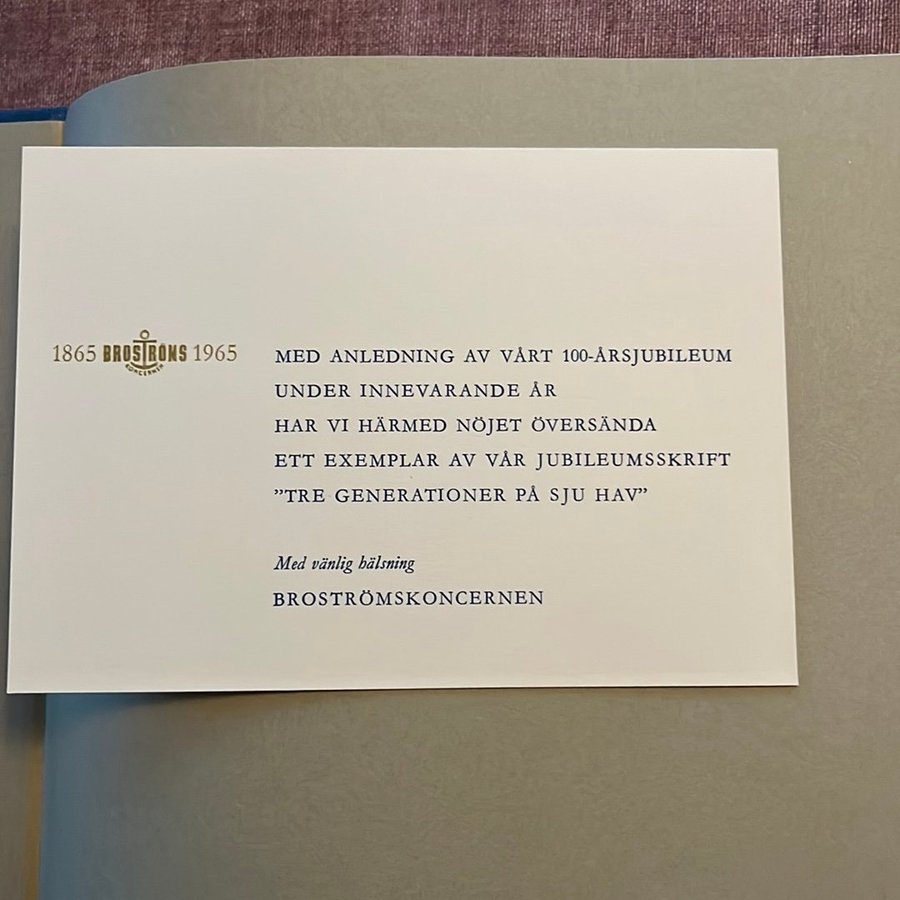 1865 BROSTRÖMS 1965
KONCERNEN
MED ANLEDNING AV VÅRT 100-ÅRSJUBILEUM
UNDER INNEVARANDE ÅR
HAR VI HÄRMED NÖJET ÖVERSÄNDA
ETT EXEMPLAR AV VÅR JUBILEUMSSKRIFT
”TRE GENERATIONER PÅ SJU HAV”
Med vänlig hälsning
BROSTRÖMSKONCERNEN